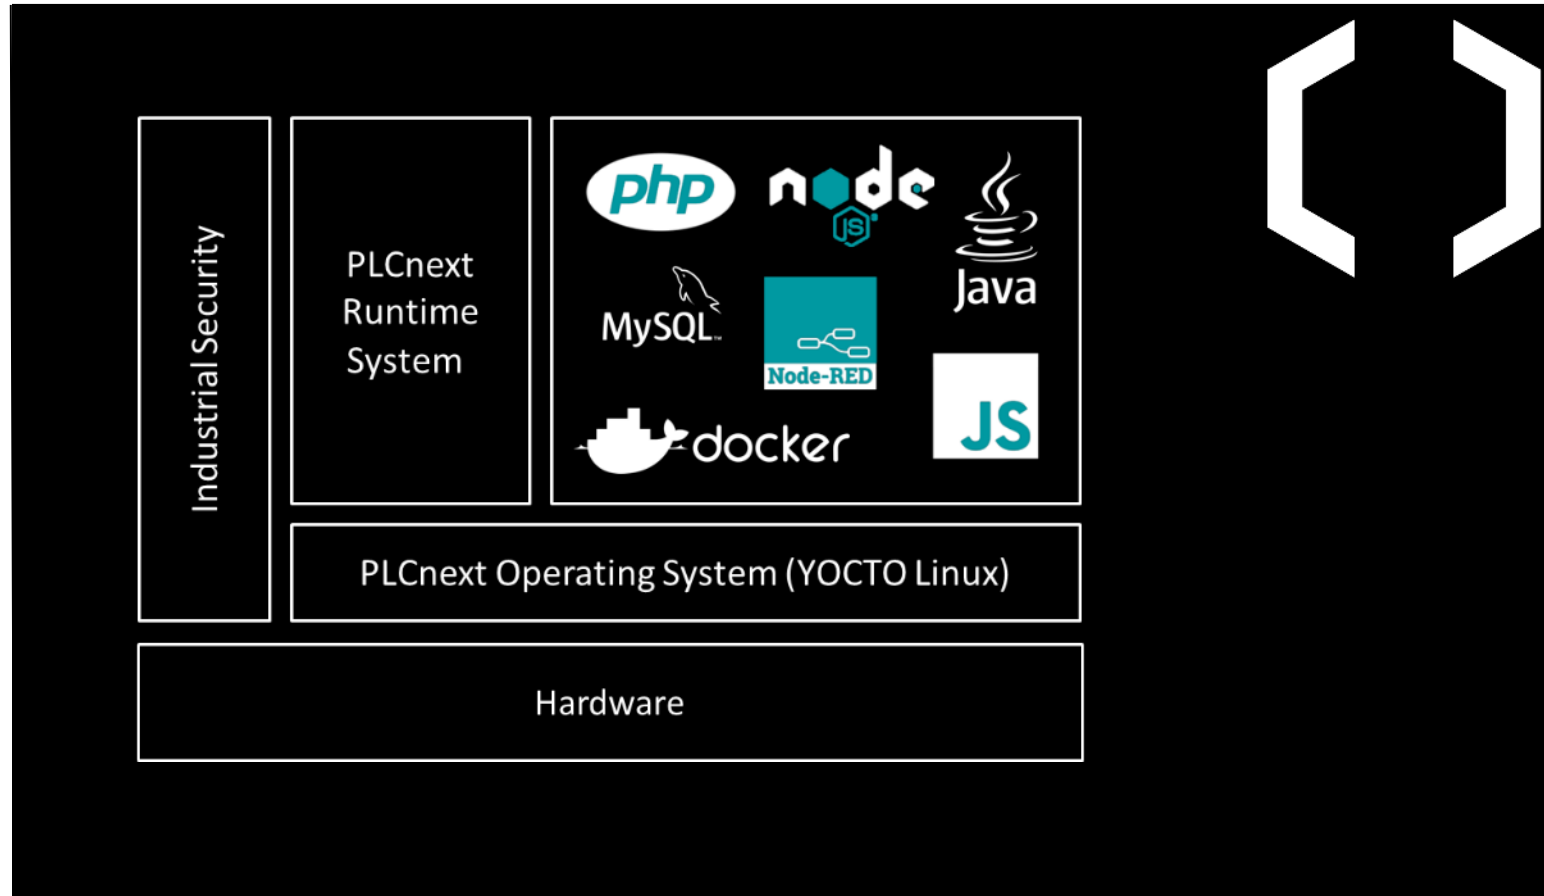 Industrial Security
PLCnext
Runtime
System
php
node
JS
Java
MySQL
Node-RED
docker
JS
PLCnext Operating System (YOCTO Linux)
Hardware